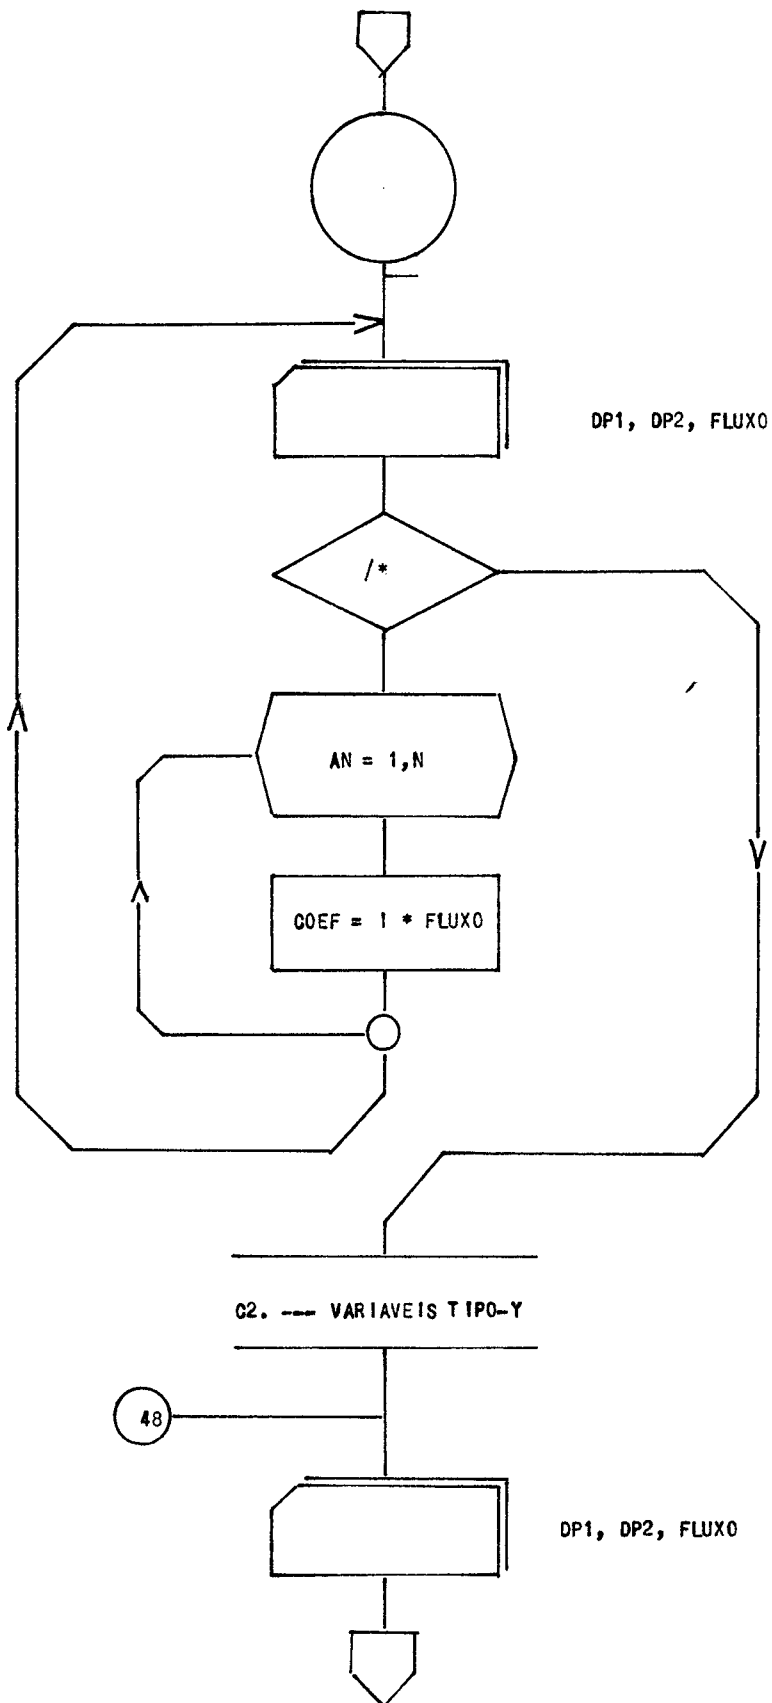 DP1, DP2, FLUXO
/*
AN = 1,N
COEF = 1 * FLUXO
C2. --- VARIAVEIS TIPO-Y
48
DP1, DP2, FLUXO